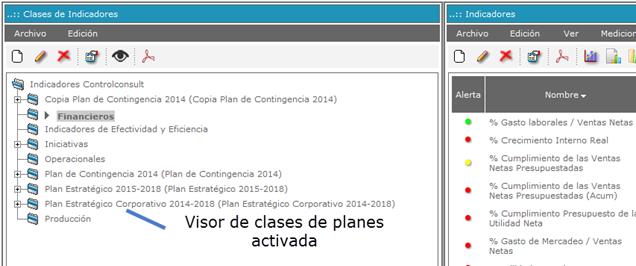 ..:: Clases de Indicadores
Archivo Edición
Indicadores Controlconsult
Copia Plan de Contingencia 2014 (Copia Plan de Contingencia 2014)
Financieros
Indicadores de Efectividad y Eficiencia
Iniciativas
Operacionales
Plan de Contingencia 2014 (Plan de Contingencia 2014)
Plan Estratégico 2015-2018 (Plan Estratégico 2015-2018)
Plan Estratégico Corporativo 2014-2018 (Plan Estratégico Corporativo 2014-2018)
Producción
Visor de clases de planes
activada
..:: Indicadores
Archivo Edición Ver Medicion
Alerta Nombre
% Gasto laborales / Ventas Netas
% Crecimiento Interno Real
% Cumplimiento de las Ventas
Netas Presupuestadas
% Cumplimiento de las Ventas
Netas Presupuestadas (Acum)
% Cumplimiento Presupuesto de la
Utilidad Neta
% Gasto de Mercadeo / Ventas
Netas